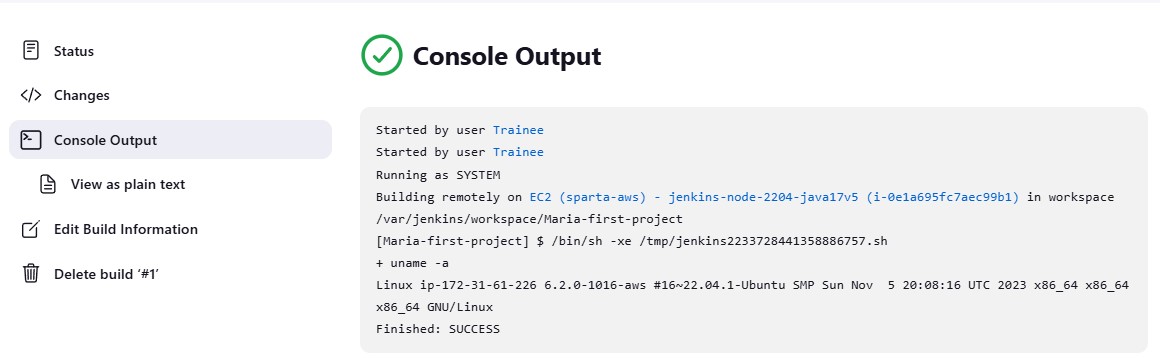 Status
Changes
Console Output
View as plain text
Edit Build Information
Delete build ‘#1’
Console Output
Started by user Trainee
Started by user Trainee
Running as SYSTEM
Building remotely on EC2 (sparta-aws) - jenkins-node-2204-java17v5 (i-0e1a695fc7aec99b1) in workspace
/var/jenkins/workspace/Maria-first-project
[Maria-first-project] $ /bin/sh -xe /tmp/jenkins2233728441358886757.sh
+ uname -a
Linux ip-172-31-61-226 6.2.0-1016-aws #16~22.04.1-Ubuntu SMP Sun Nov  5 20:08:16 UTC 2023 x86_64 x86_64
x86_64 GNU/Linux
Finished: SUCCESS